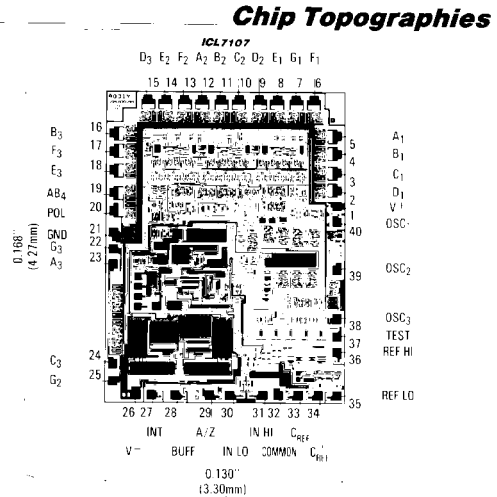 Chip Topographies
ICL7107
D3 E2 F2 A2 B2 C2 D2 E1 G1 F1
15 14 13 12 11 10 9 8 7 6
B3 16 5 A1
F3 17 4 B1
E3 18 3 C1
AB4 19 2 D1
POL 20 1 V+
GND 21 40 OSC1
G3 22
A3 23
39 OSC2
0.168"
(4.27mm)
38 OSC3
37 TEST
C3 24 36 REF HI
G2 25 35 REF LO
26 27 28 29 30 31 32 33 34
INT A/Z IN HI C-REF
V- BUFF IN LO COMMON C+REF
0.130"
(3.30mm)